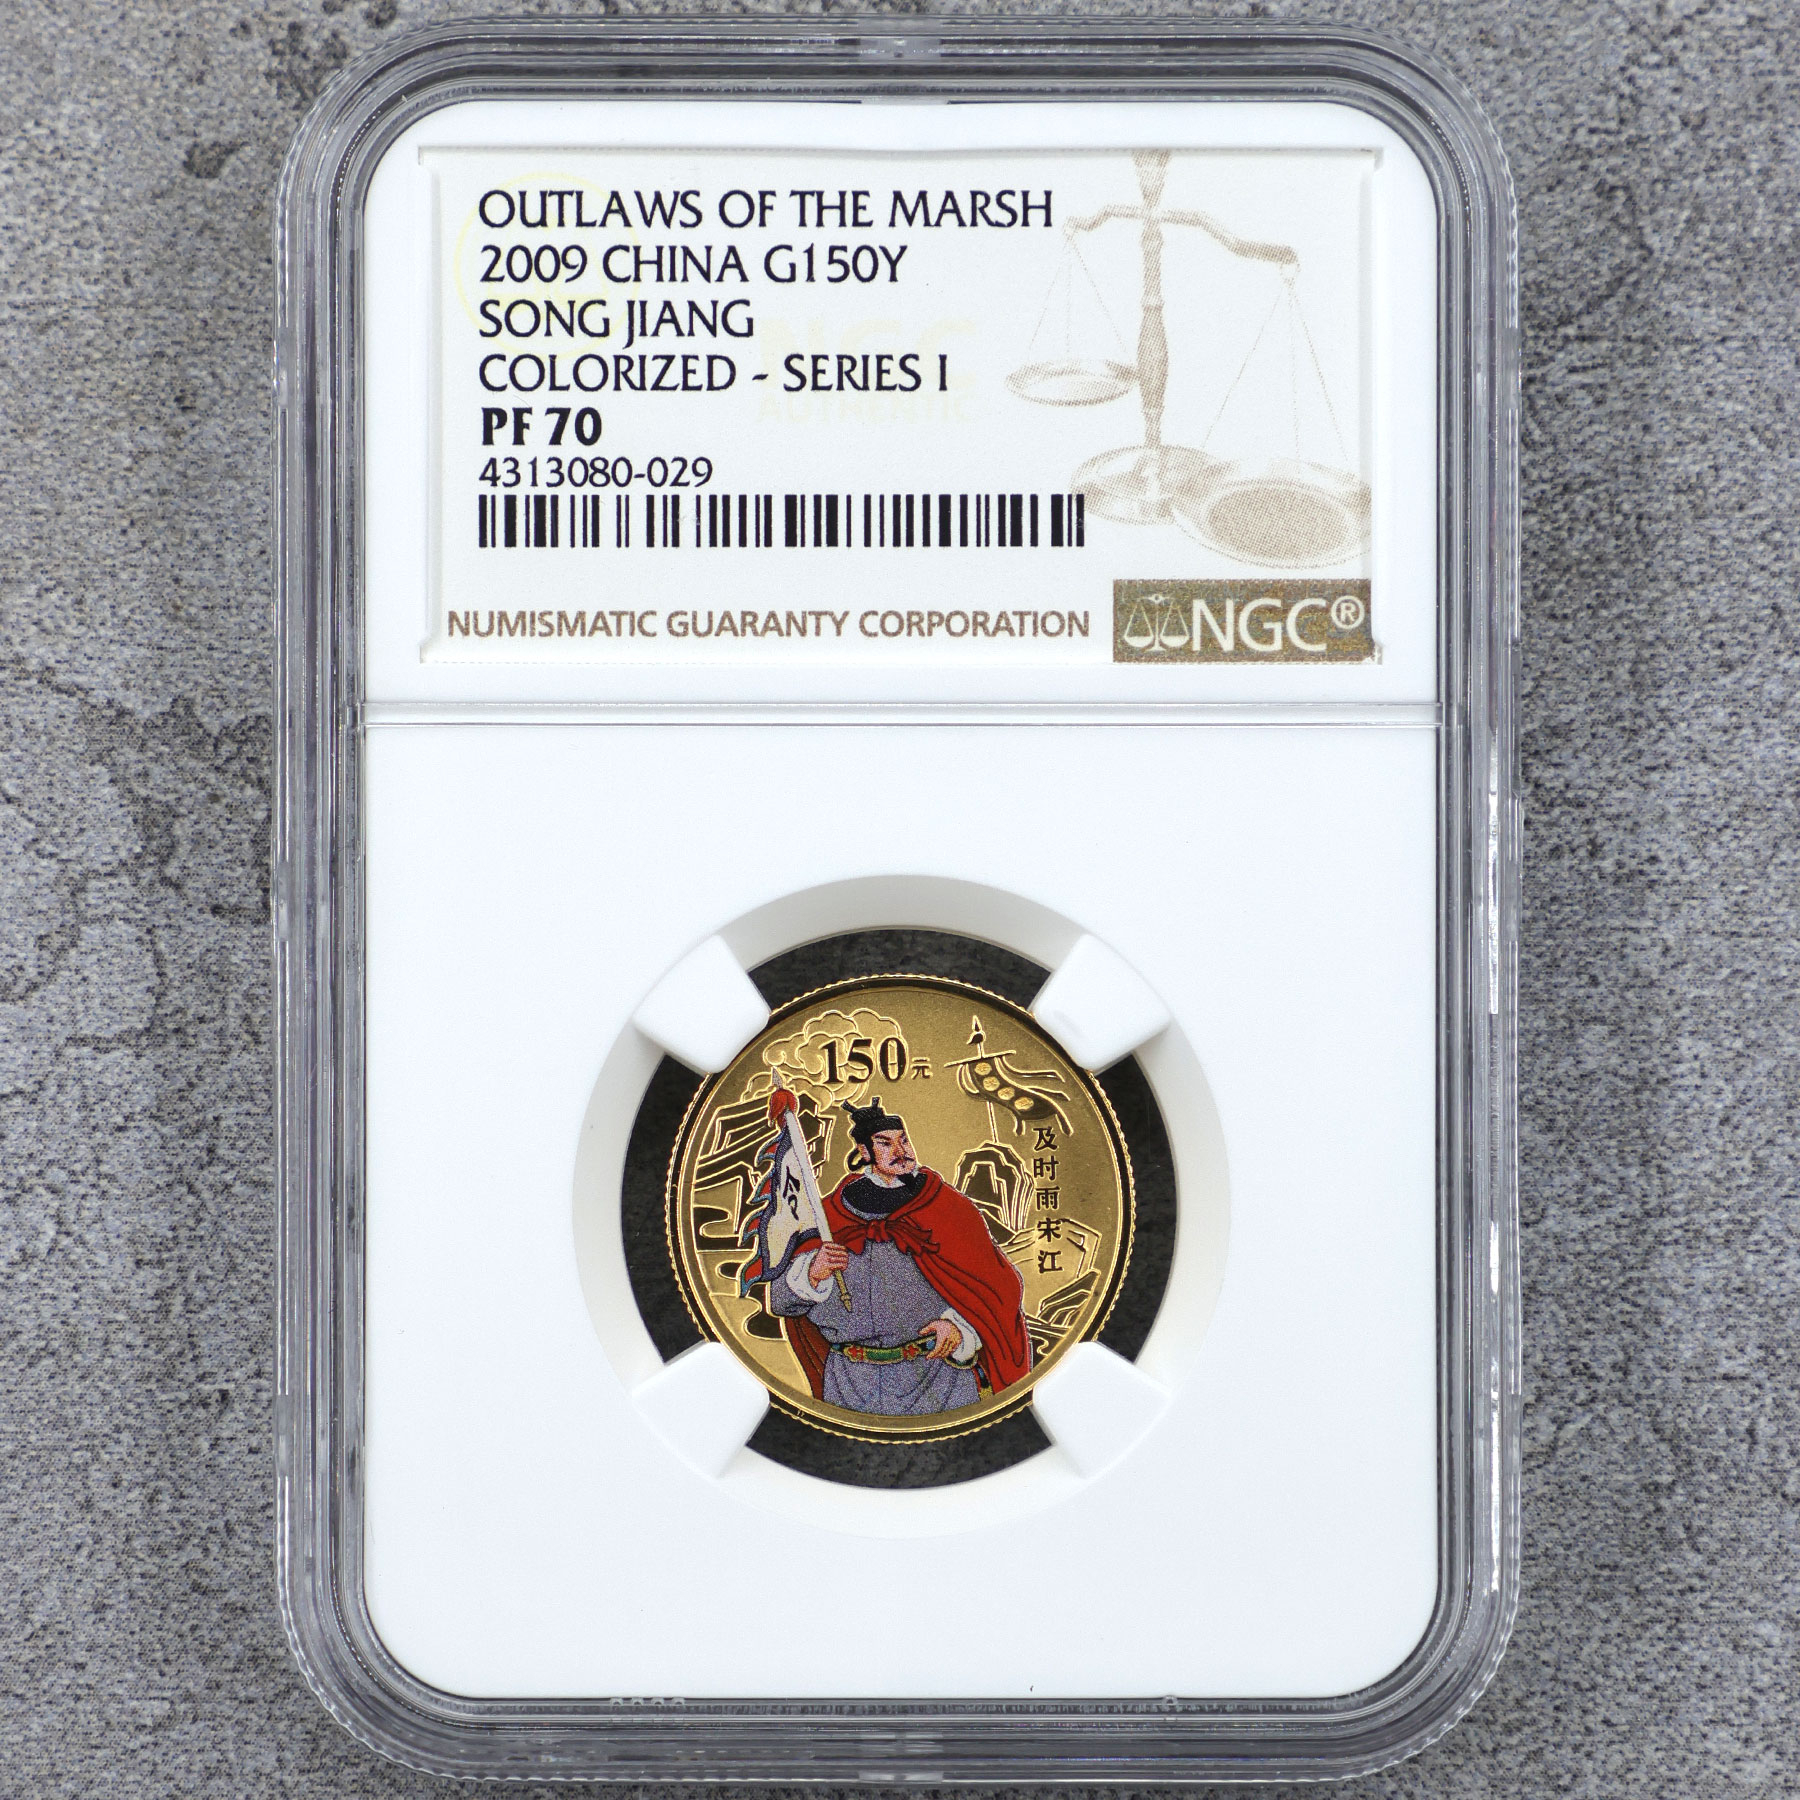 OUTLAWS OF THE MARSH
2009 CHINA G150Y
SONG JIANG
COLORIZED - SERIES I
PF 70
4313080-029
NUMISMATIC GUARANTY CORPORATION
NGC®
150元
及时雨宋江
令